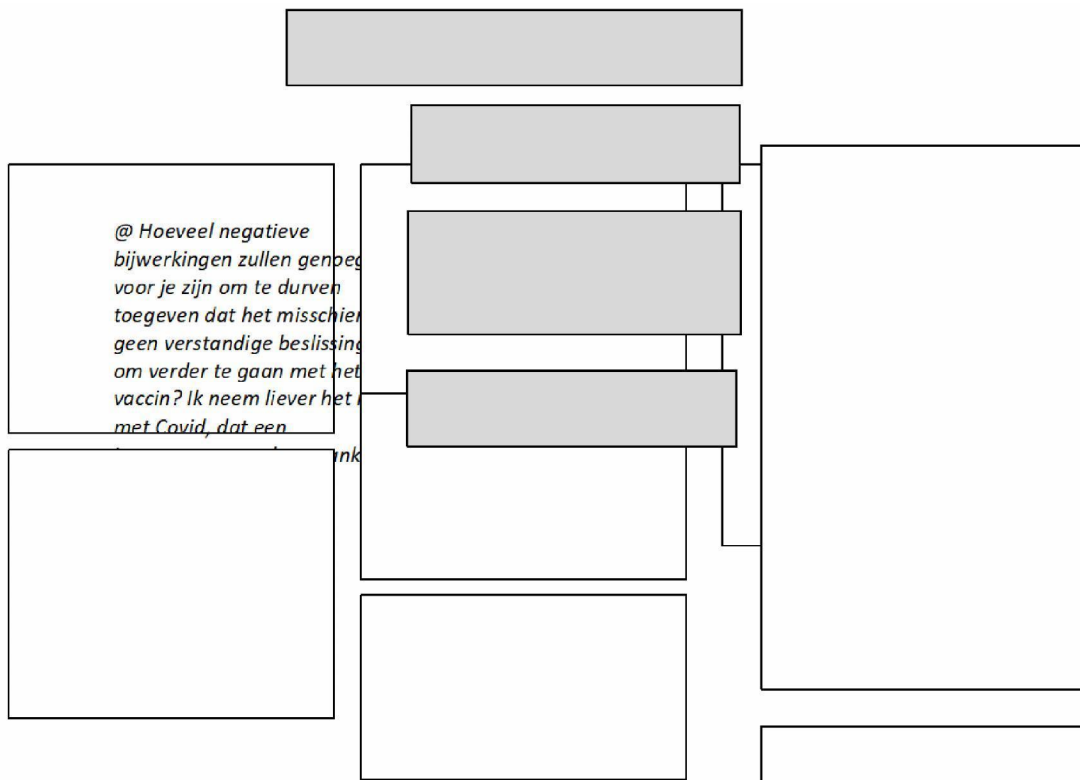 @ Hoeveel negatieve
bijwerkingen zullen genoeg
voor je zijn om te durven
toegeven dat het misschien
geen verstandige beslissing
om verder te gaan met het
vaccin? Ik neem liever het
met Covid, dat een